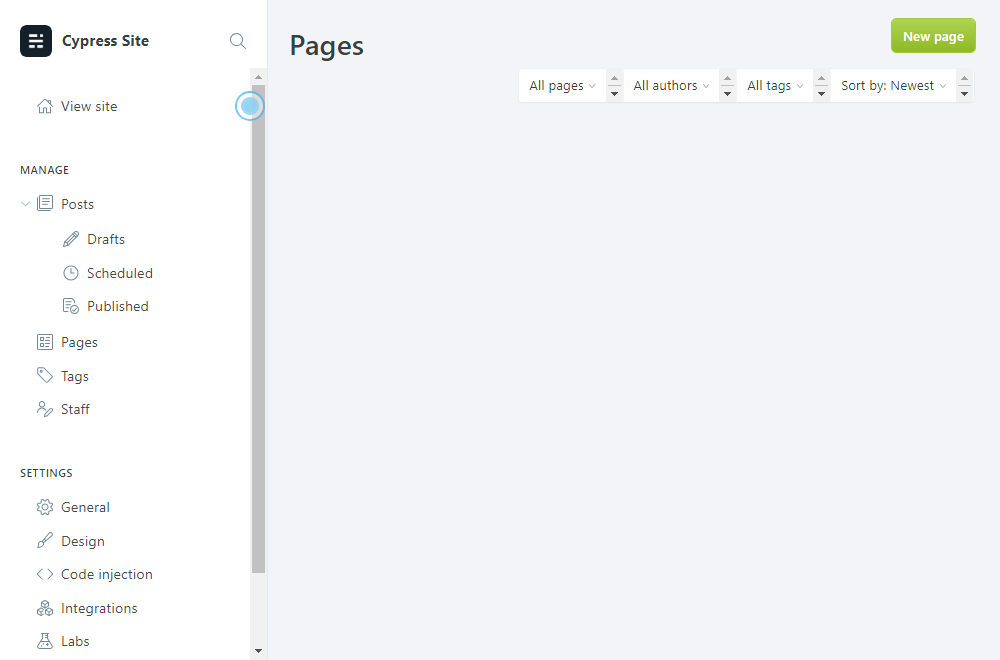 Cypress Site
View site
MANAGE
Posts
Drafts
Scheduled
Published
Pages
Tags
Staff
SETTINGS
General
Design
Code injection
Integrations
Labs
Pages
New page
All pages
All authors
All tags
Sort by: Newest